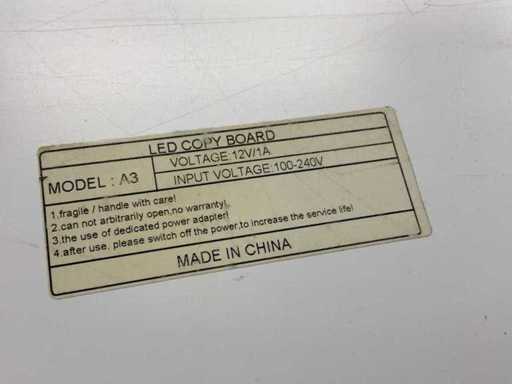 LED COPY BOARD
MODEL : A3
VOLTAGE:12V/1A
INPUT VOLTAGE:100-240V
1.fragile / handle with care!
2.can not arbitrarily open,no warranty!
3.the use of dedicated power adapter!
4.after use, please switch off the power,to increase the service life!
MADE IN CHINA